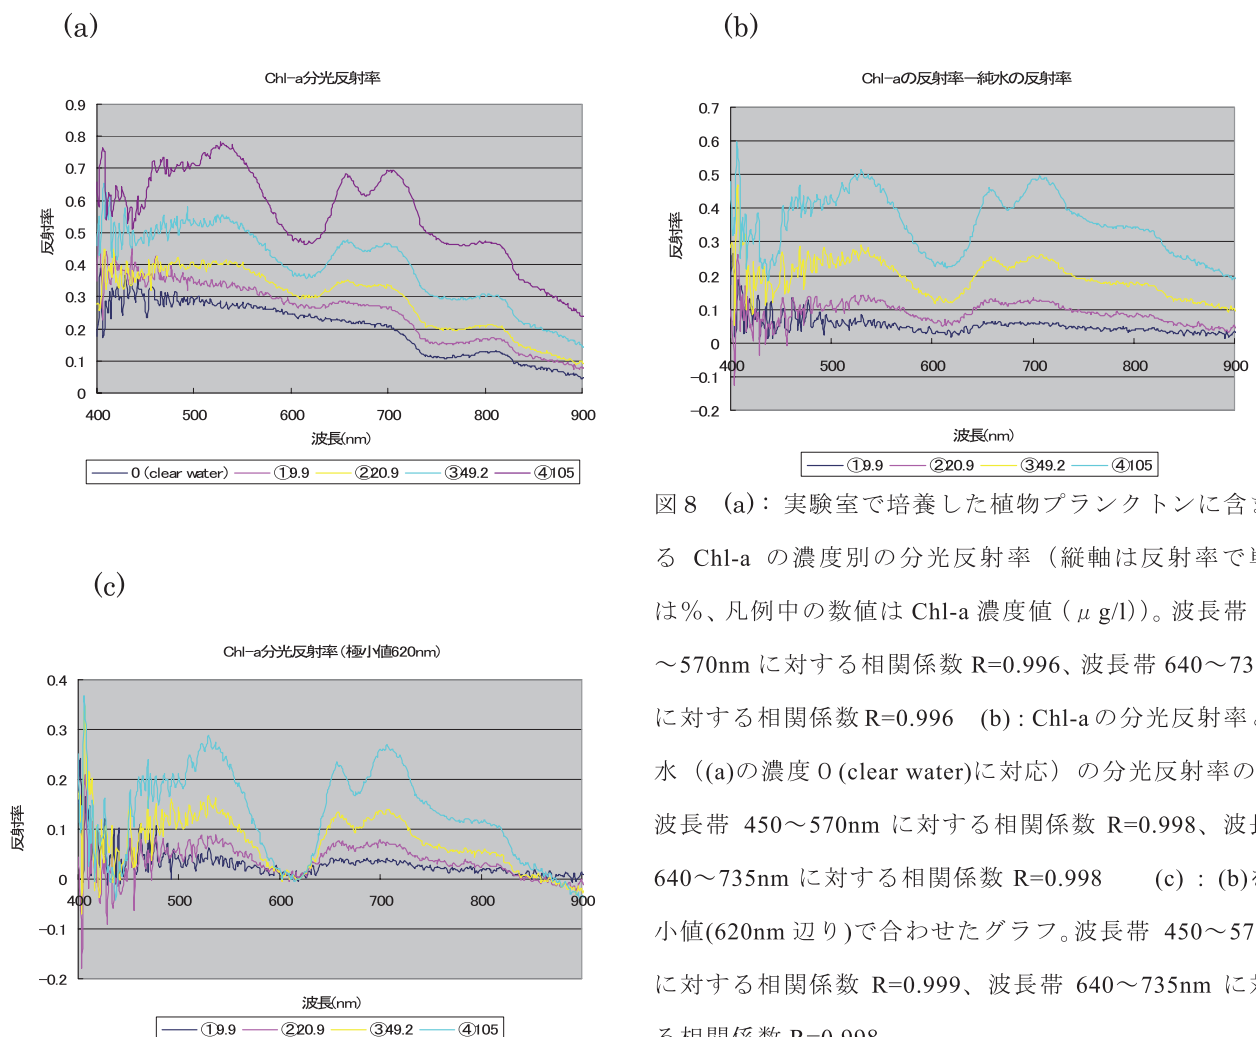 (a)
Chl-a分光反射率
0.9
0.8
0.7
0.6
0.5
0.4
0.3
0.2
0.1
0
反射率
400 500 600 700 800 900
波長(nm)
0 (clear water) ①9.9 ②20.9 ③49.2 ④105
(b)
Chl-aの反射率ー純水の反射率
0.7
0.6
0.5
0.4
0.3
0.2
0.1
0
-0.1
-0.2
反射率
400 500 600 700 800 900
波長(nm)
①9.9 ②20.9 ③49.2 ④105
(c)
Chl-a分光反射率(極小値620nm)
0.4
0.3
0.2
0.1
0
-0.1
-0.2
反射率
400 500 600 700 800 900
波長(nm)
①9.9 ②20.9 ③49.2 ④105
図8 (a):実験室で培養した植物プランクトンに含
る Chl-a の濃度別の分光反射率(縦軸は反射率で
は%、凡例中の数値は Chl-a 濃度値(μg/l))。波長帯
~570nm に対する相関係数 R=0.996、波長帯 640~73
に対する相関係数 R=0.996 (b) : Chl-a の分光反射率
水((a)の濃度 0 (clear water)に対応)の分光反射率の
波長帯 450~570nm に対する相関係数 R=0.998、波
640~735nm に対する相関係数 R=0.998 (c) : (b)
小値(620nm 辺り)で合わせたグラフ。波長帯 450~57
に対する相関係数 R=0.999、波長帯 640~735nm に
る相関係数 R=0.998